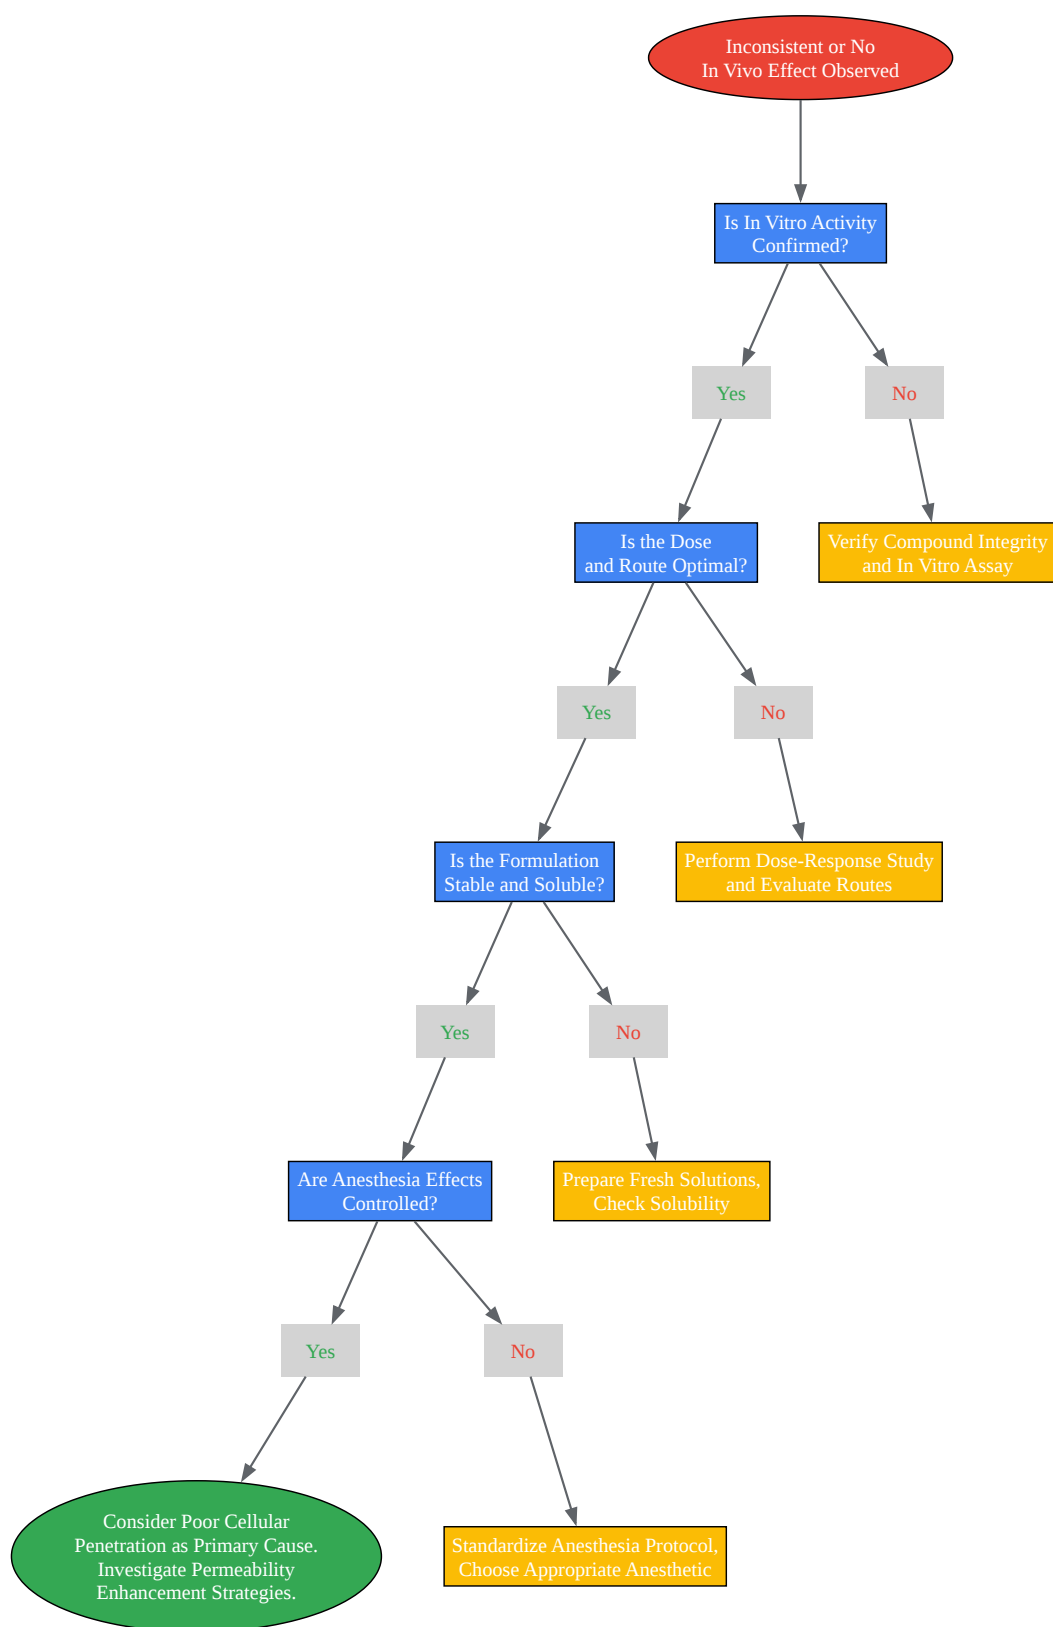 Inconsistent or No
In Vivo Effect Observed
Is In Vitro Activity
Confirmed?
Yes
No
Is the Dose
and Route Optimal?
Verify Compound Integrity
and In Vitro Assay
Yes
No
Is the Formulation
Stable and Soluble?
Perform Dose-Response Study
and Evaluate Routes
Yes
No
Are Anesthesia Effects
Controlled?
Prepare Fresh Solutions,
Check Solubility
Yes
No
Consider Poor Cellular
Penetration as Primary Cause.
Investigate Permeability
Enhancement Strategies.
Standardize Anesthesia Protocol,
Choose Appropriate Anesthetic